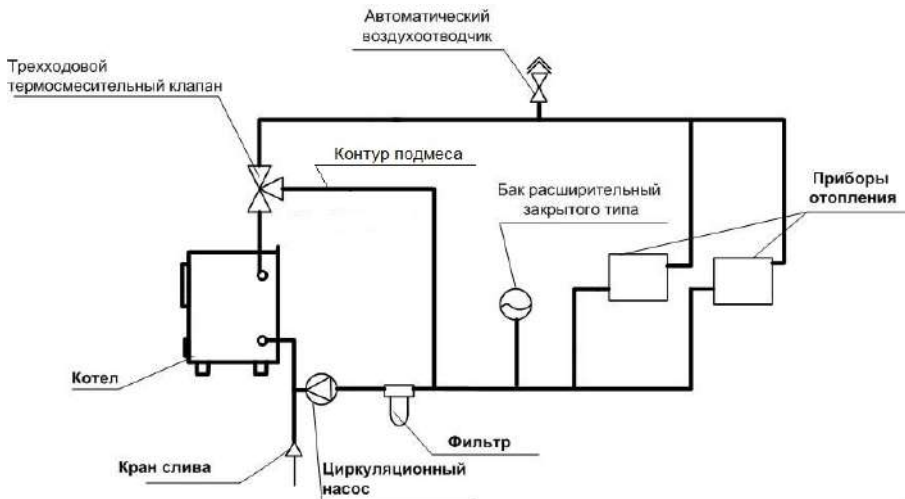 Автоматический
воздухоотводчик
Трехходовой
термосмесительный клапан
Контур подмеса
Бак расширительный
закрытого типа
Приборы
отопления
Котел
Фильтр
Кран слива
Циркуляционный
насос